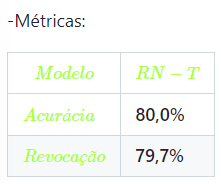 -Métricas:
Modelo RN – T
Acurácia 80,0%
Revocação 79,7%